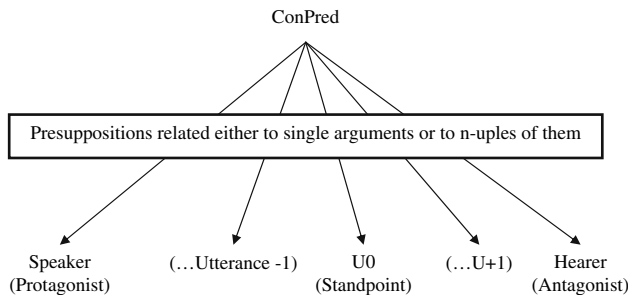 ConPred
Presuppositions related either to single arguments or to n-uples of them
Speaker (…Utterance -1) U0 (…U+1) Hearer
(Protagonist) (Standpoint) (Antagonist)